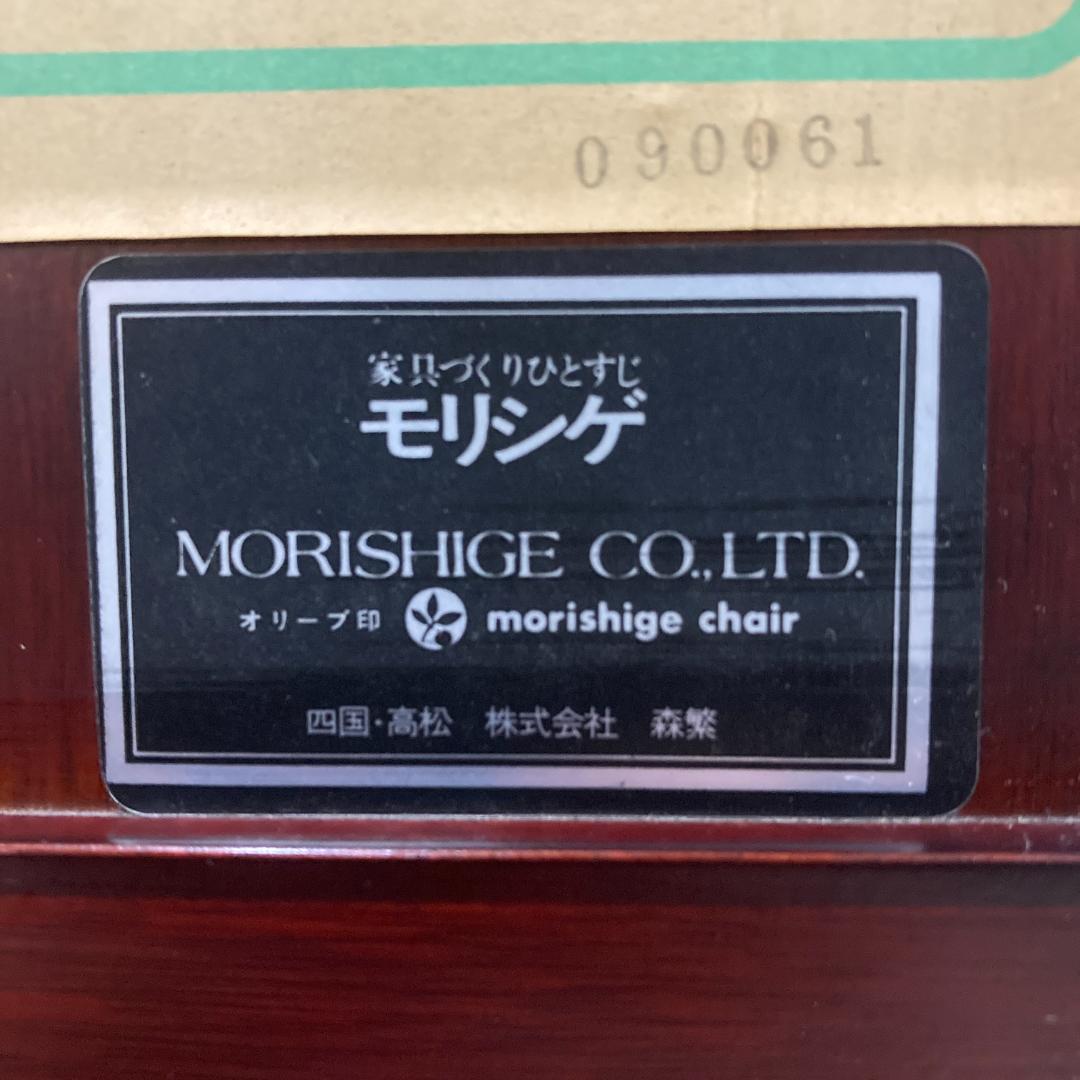 090061
家具づくりひとすじ
モリシゲ
MORISHIGE CO.,LTD.
オリーブ印 morishige chair
四国・高松 株式会社 森繁